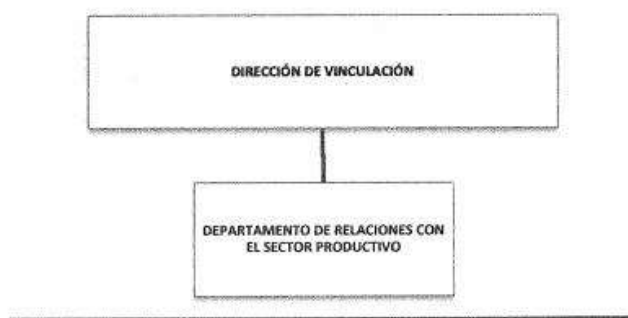 DIRECCIÓN DE VINCULACIÓN
DEPARTAMENTO DE RELACIONES CON
EL SECTOR PRODUCTIVO